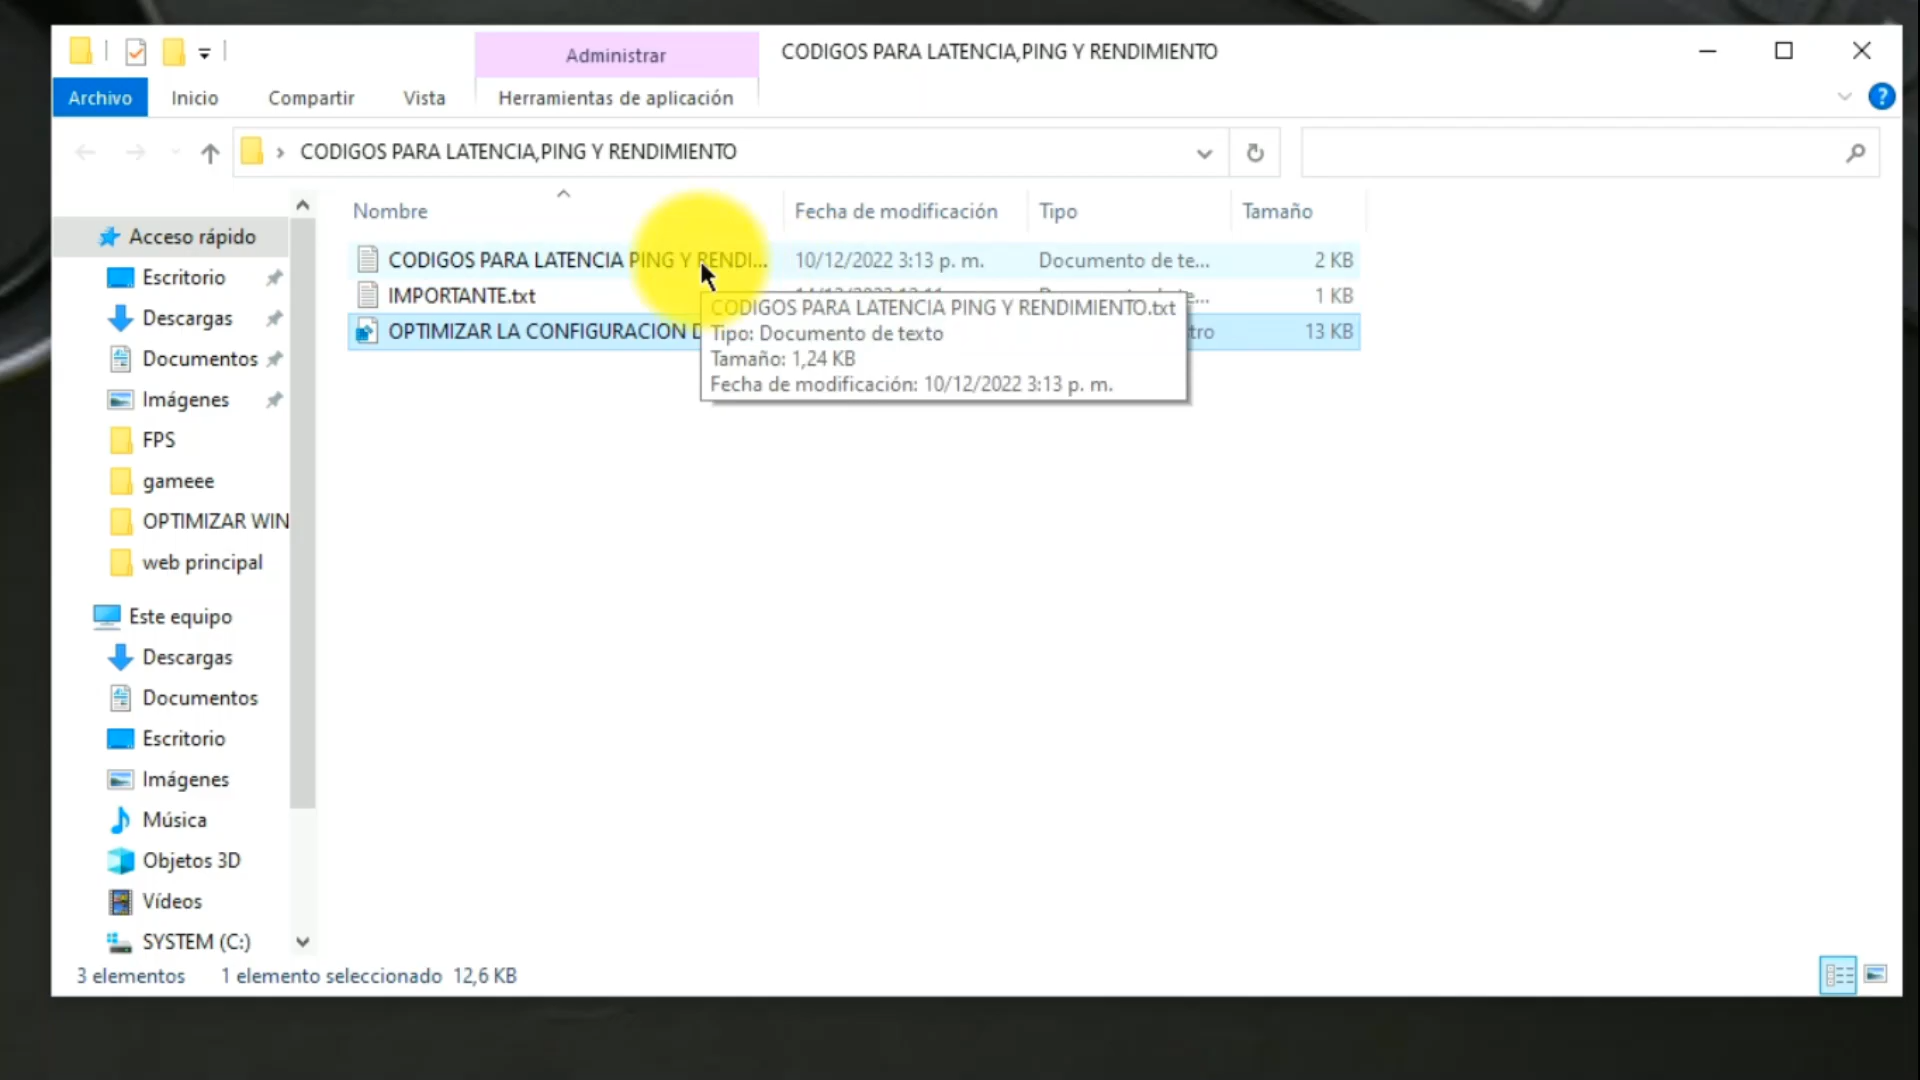 Administrar
CODIGOS PARA LATENCIA,PING Y RENDIMIENTO
Archivo
Inicio
Compartir
Vista
Herramientas de aplicación
?
CODIGOS PARA LATENCIA,PING Y RENDIMIENTO
Nombre
Fecha de modificación
Tipo
Tamaño
CODIGOS PARA LATENCIA PING Y RENDI...
10/12/2022 3:13 p. m.
Documento de te...
2 KB
IMPORTANTE.txt
1 KB
OPTIMIZAR LA CONFIGURACION
13 KB
CODIGOS PARA LATENCIA PING Y RENDIMIENTO.txt
Tipo: Documento de texto
Tamaño: 1,24 KB
Fecha de modificación: 10/12/2022 3:13 p. m.
Acceso rápido
Escritorio
Descargas
Documentos
Imágenes
FPS
gameee
OPTIMIZAR WIN
web principal
Este equipo
Descargas
Documentos
Escritorio
Imágenes
Música
Objetos 3D
Vídeos
SYSTEM (C:)
3 elementos
1 elemento seleccionado 12,6 KB